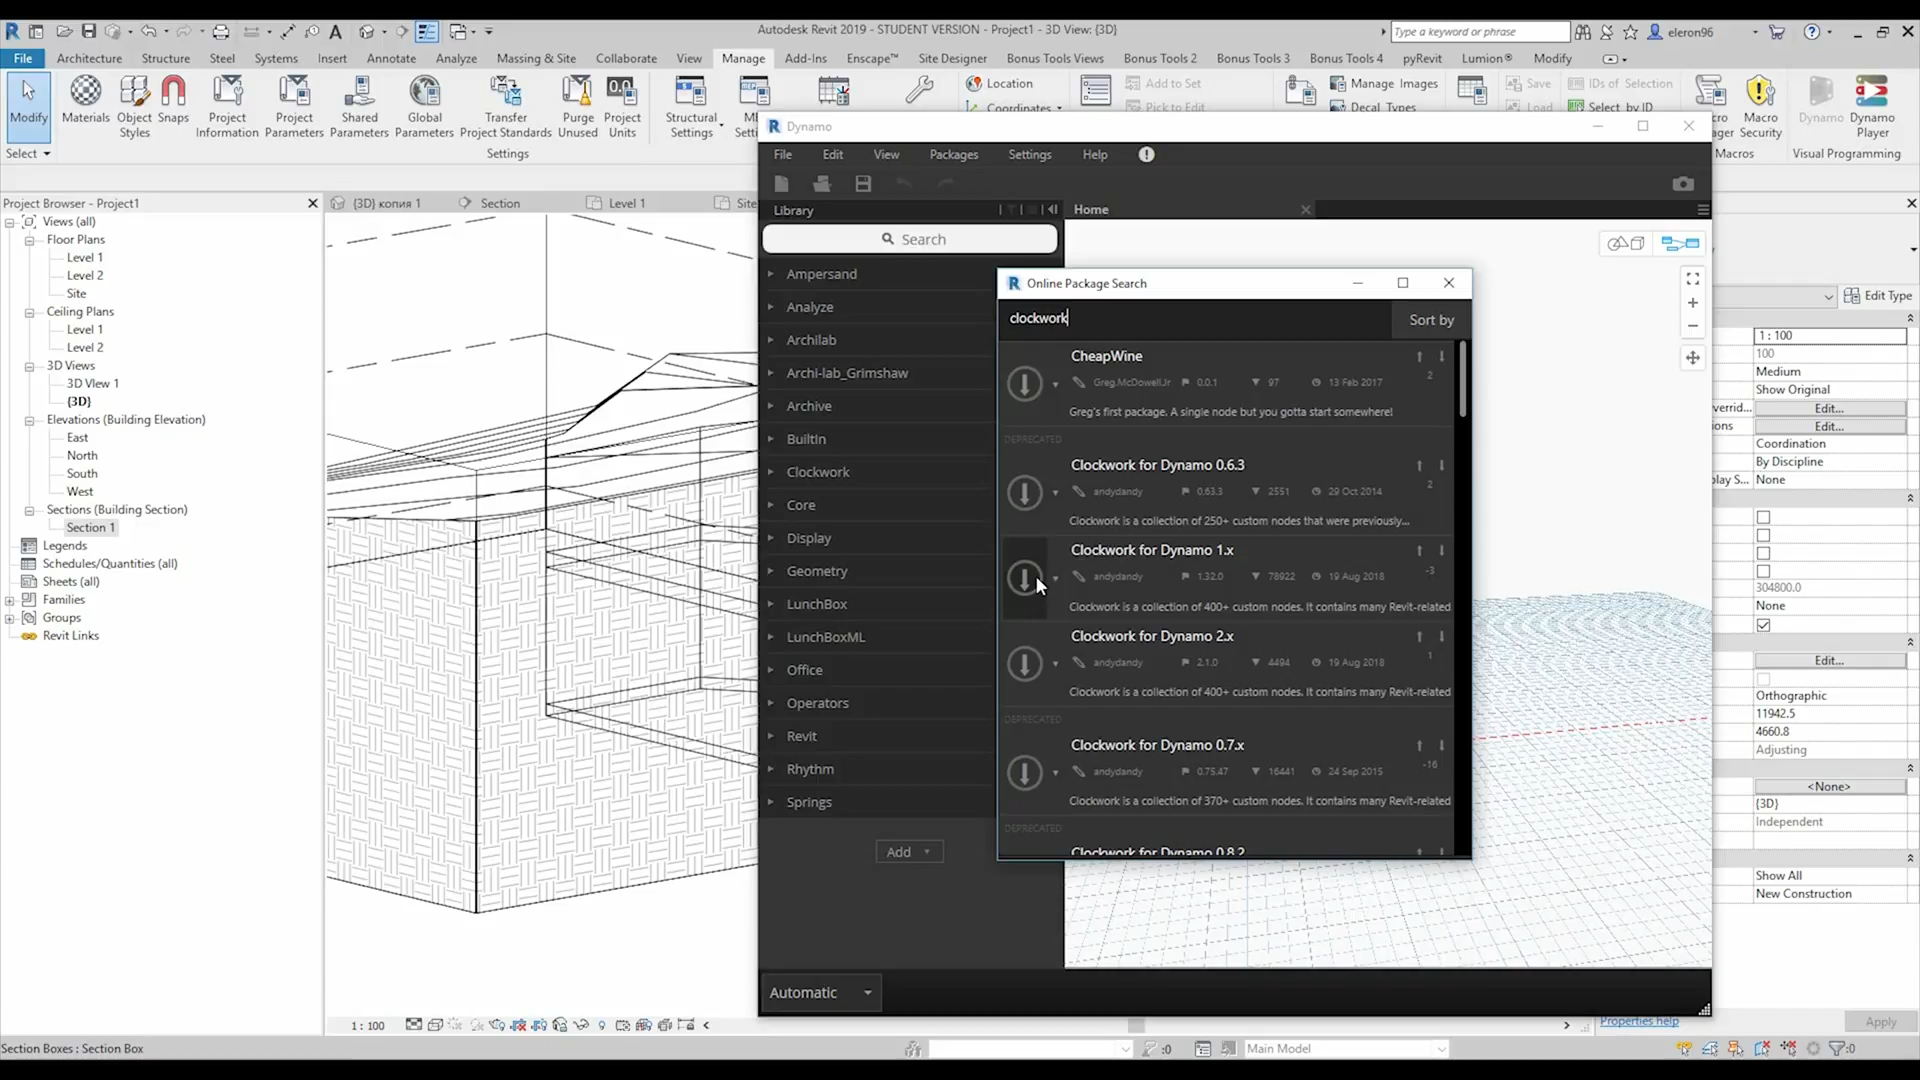 Autodesk Revit 2019 - STUDENT VERSION - Project1 - 3D View: {3D}
Type a keyword or phrase
eleron96
File
Architecture
Structure
Steel
Systems
Insert
Annotate
Analyze
Massing & Site
Collaborate
View
Manage
Add-Ins
Enscape™
Site Designer
Bonus Tools Views
Bonus Tools 2
Bonus Tools 3
Bonus Tools 4
pyRevit
Lumion®
Modify
Modify
Materials
Object Styles
Snaps
Project Information
Project Parameters
Shared Parameters
Global Parameters
Transfer Project Standards
Purge Unused
Project Units
Structural Settings
Location
Coordinates
Add to Set
Pick to Edit
Manage Images
Decal Types
Save
Load
IDs of Selection
Select by ID
Macro Security
Dynamo
Dynamo Player
Select
Settings
Macros
Visual Programming
Project Browser - Project1
Views (all)
Floor Plans
Level 1
Level 2
Site
Ceiling Plans
Level 1
Level 2
3D Views
3D VIew 1
{3D}
Elevations (Building Elevation)
East
North
South
West
Sections (Building Section)
Section 1
Legends
Schedules/Quantities (all)
Sheets (all)
Families
Groups
Revit Links
{3D} копия 1
Section
Level 1
Site
Dynamo
File
Edit
View
Packages
Settings
Help
Library
Home
Search
Ampersand
Analyze
Archilab
Archi-lab_Grimshaw
Archive
BuiltIn
Clockwork
Core
Display
Geometry
LunchBox
LunchBoxML
Office
Operators
Revit
Rhythm
Springs
Add
Automatic
Online Package Search
clockwork
Sort by
CheapWine
Greg.McDowellJr 0.0.1 97 13 Feb 2017
2
Greg's first package. A single node but you gotta start somewhere!
DEPRECATED
Clockwork for Dynamo 0.6.3
andydandy 0.63.3 2551 29 Oct 2014
2
Clockwork is a collection of 250+ custom nodes that were previously...
Clockwork for Dynamo 1.x
andydandy 1.32.0 78922 19 Aug 2018
-3
Clockwork is a collection of 400+ custom nodes. It contains many Revit-related
Clockwork for Dynamo 2.x
andydandy 2.1.0 4494 19 Aug 2018
1
Clockwork is a collection of 400+ custom nodes. It contains many Revit-related
DEPRECATED
Clockwork for Dynamo 0.7.x
andydandy 0.75.47 16441 24 Sep 2015
-16
Clockwork is a collection of 370+ custom nodes. It contains many Revit-related
DEPRECATED
Clockwork for Dynamo 0.8.2
Edit Type
1 : 100
100
Medium
Show Original
Edit...
Edit...
Coordination
By Discipline
None
304800.0
None
Edit...
Orthographic
11942.5
4660.8
Adjusting
<None>
{3D}
Independent
Show All
New Construction
Properties help
Apply
1 : 100
Section Boxes : Section Box
:0
Main Model
:0